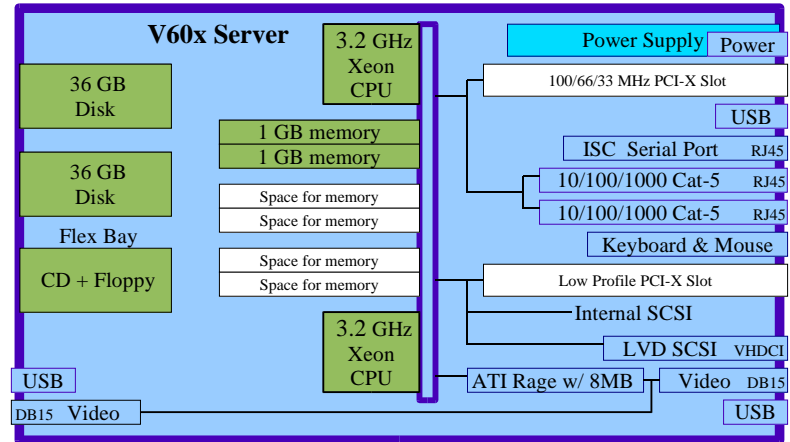 V60x Server
3.2 GHz
Xeon
CPU
Power Supply
Power
36 GB
Disk
100/66/33 MHz PCI-X Slot
USB
1 GB memory
1 GB memory
ISC Serial Port RJ45
36 GB
Disk
10/100/1000 Cat-5 RJ45
10/100/1000 Cat-5 RJ45
Space for memory
Space for memory
Flex Bay
Keyboard & Mouse
CD + Floppy
Space for memory
Space for memory
Low Profile PCI-X Slot
Internal SCSI
3.2 GHz
Xeon
CPU
LVD SCSI VHDCI
USB
ATI Rage w/ 8MB
Video DB15
DB15 Video
USB